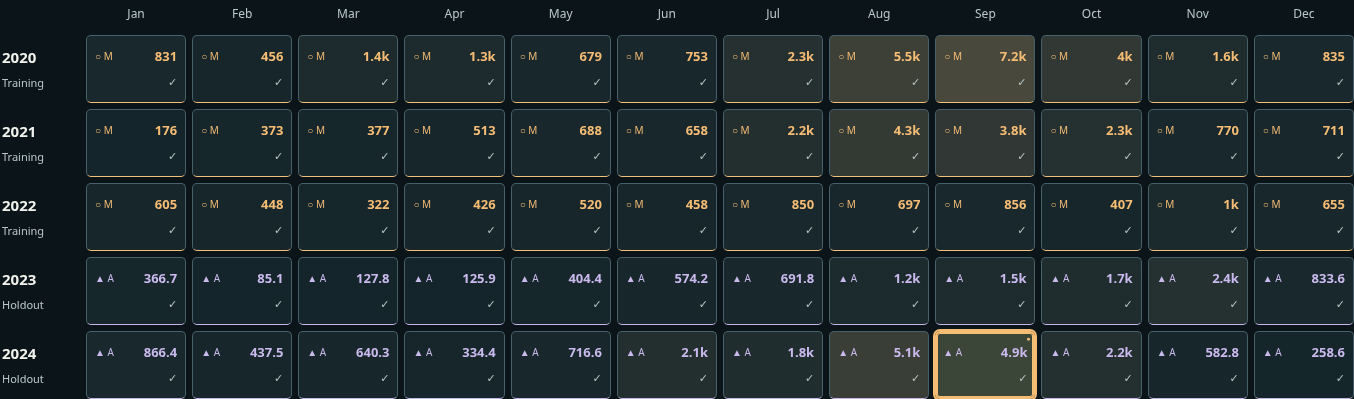 Jan Feb Mar Apr May Jun Jul Aug Sep Oct Nov Dec
2020 ○ M 831 ○ M 456 ○ M 1.4k ○ M 1.3k ○ M 679 ○ M 753 ○ M 2.3k ○ M 5.5k ○ M 7.2k ○ M 4k ○ M 1.6k ○ M 835
Training ✓ ✓ ✓ ✓ ✓ ✓ ✓ ✓ ✓ ✓ ✓ ✓
2021 ○ M 176 ○ M 373 ○ M 377 ○ M 513 ○ M 688 ○ M 658 ○ M 2.2k ○ M 4.3k ○ M 3.8k ○ M 2.3k ○ M 770 ○ M 711
Training ✓ ✓ ✓ ✓ ✓ ✓ ✓ ✓ ✓ ✓ ✓ ✓
2022 ○ M 605 ○ M 448 ○ M 322 ○ M 426 ○ M 520 ○ M 458 ○ M 850 ○ M 697 ○ M 856 ○ M 407 ○ M 1k ○ M 655
Training ✓ ✓ ✓ ✓ ✓ ✓ ✓ ✓ ✓ ✓ ✓ ✓
2023 ▲ A 366.7 ▲ A 85.1 ▲ A 127.8 ▲ A 125.9 ▲ A 404.4 ▲ A 574.2 ▲ A 691.8 ▲ A 1.2k ▲ A 1.5k ▲ A 1.7k ▲ A 2.4k ▲ A 833.6
Holdout ✓ ✓ ✓ ✓ ✓ ✓ ✓ ✓ ✓ ✓ ✓ ✓
2024 ▲ A 866.4 ▲ A 437.5 ▲ A 640.3 ▲ A 334.4 ▲ A 716.6 ▲ A 2.1k ▲ A 1.8k ▲ A 5.1k ▲ A 4.9k ▲ A 2.2k ▲ A 582.8 ▲ A 258.6
Holdout ✓ ✓ ✓ ✓ ✓ ✓ ✓ ✓ ✓ ✓ ✓ ✓